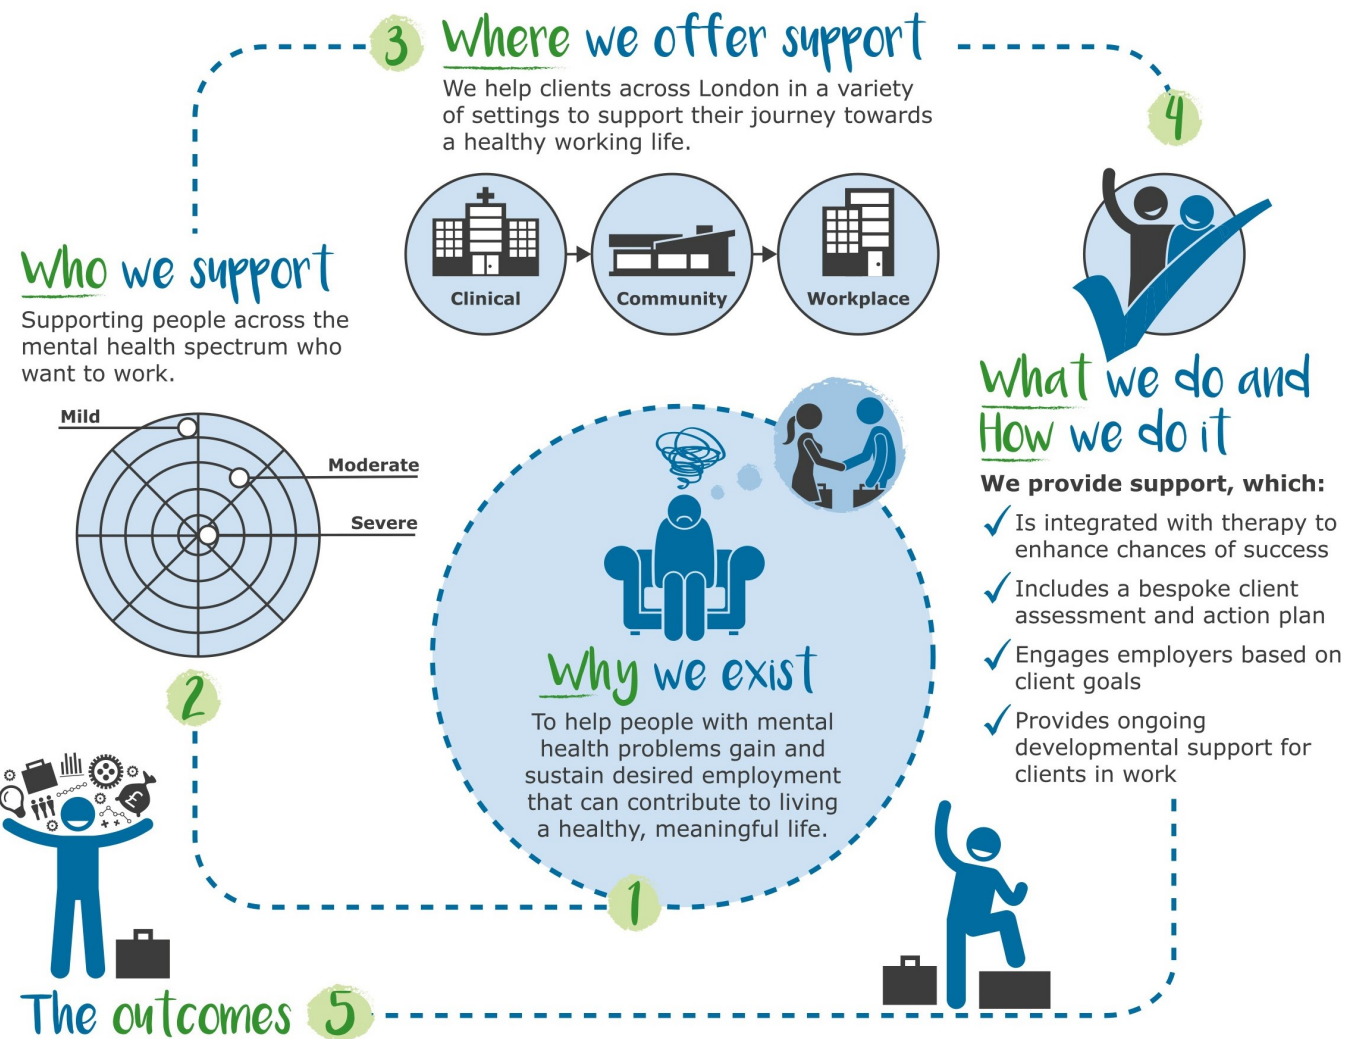 3 Where we offer support
We help clients across London in a variety
of settings to support their journey towards
a healthy working life.
Clinical
Community
Workplace
4
Who we support
Supporting people across the
mental health spectrum who
want to work.
Mild
Moderate
Severe
2
What we do and
How we do it
We provide support, which:
Is integrated with therapy to
enhance chances of success
Includes a bespoke client
assessment and action plan
Engages employers based on
client goals
Provides ongoing
developmental support for
clients in work
Why we exist
To help people with mental
health problems gain and
sustain desired employment
that can contribute to living
a healthy, meaningful life.
1
£
The outcomes 5